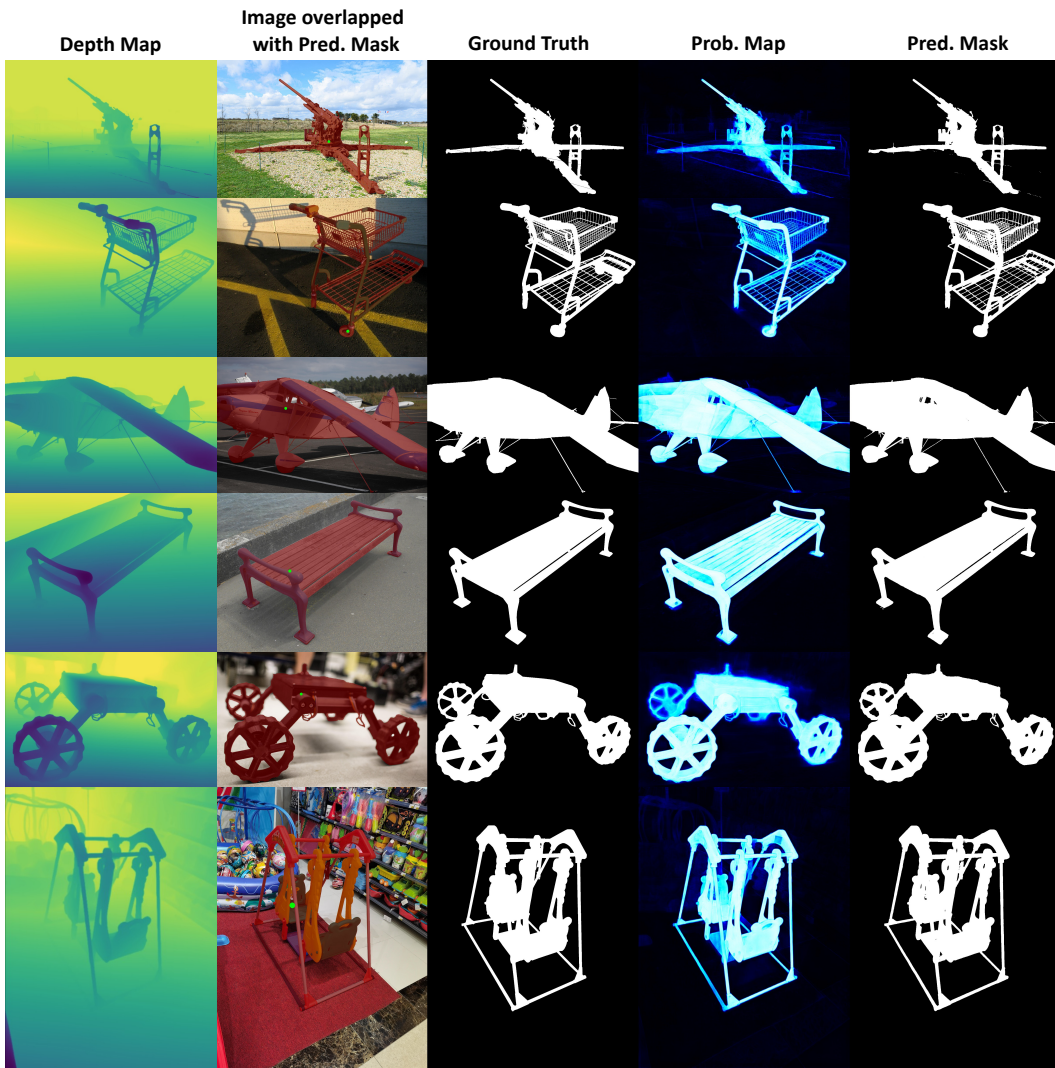 Depth Map
Image overlapped
with Pred. Mask
Ground Truth
Prob. Map
Pred. Mask